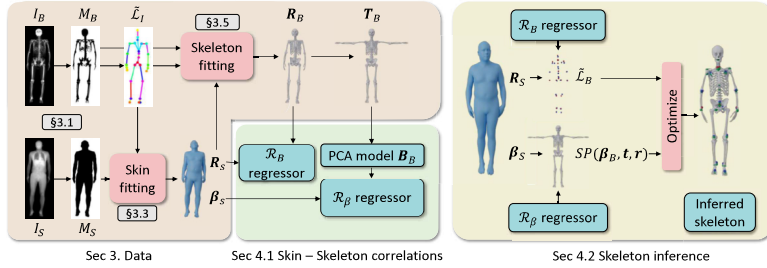 I_B M_B L̃_I §3.5 R_B T_B
Skeleton
fitting
§3.1
Skin
fitting
§3.3
R_S
β_S
I_S M_S
ℛ_B
regressor
PCA model B_B
ℛ_β regressor
Sec 3. Data
Sec 4.1 Skin – Skeleton correlations
ℛ_B regressor
R_S L̃_B
β_S SP(β_B, t, r)
Optimize
ℛ_β regressor
Inferred
skeleton
Sec 4.2 Skeleton inference